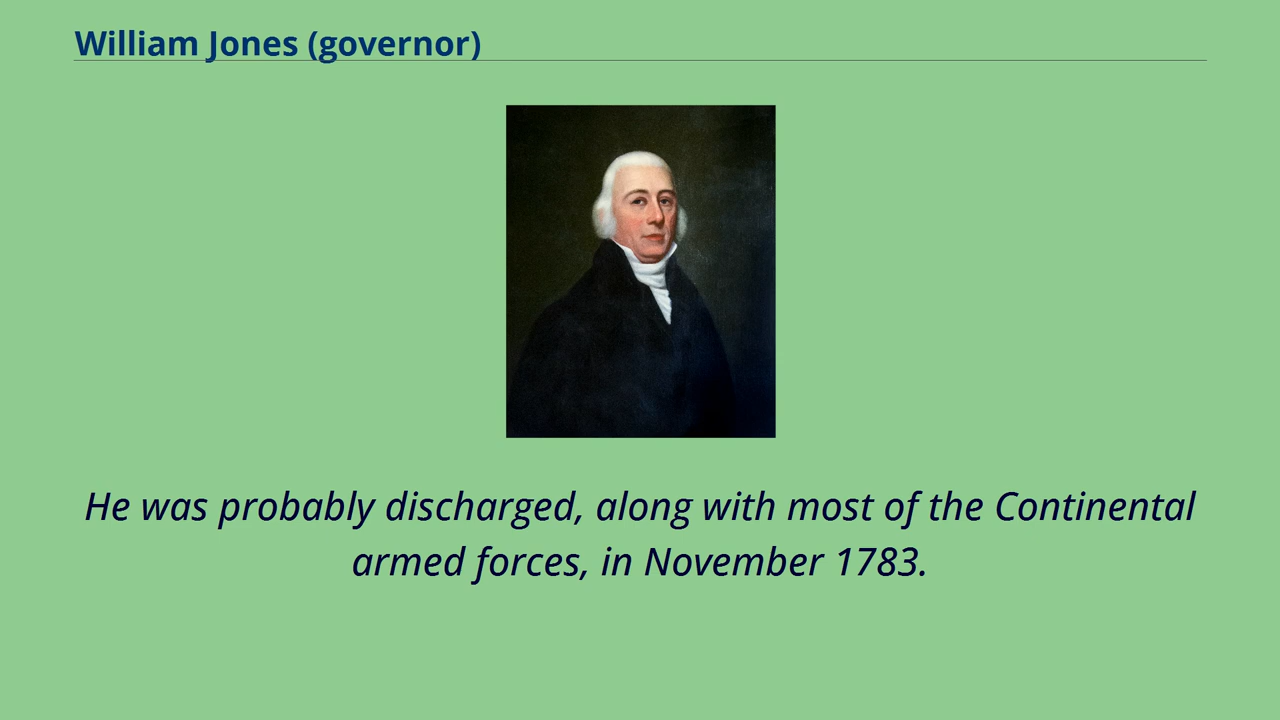 William Jones (governor)
He was probably discharged, along with most of the Continental
armed forces, in November 1783.